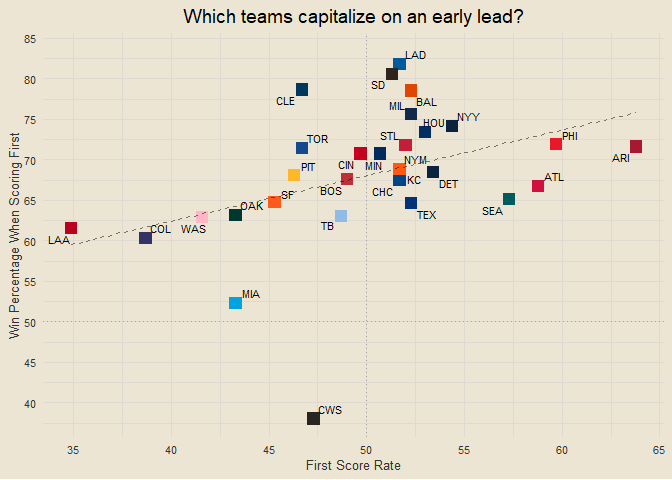 Which teams capitalize on an early lead?
85
80
75
70
65
60
55
50
45
40
Win Percentage When Scoring First
LAD
SD
CLE
BAL
MIL
HOU
NYY
STL
TOR
PHI
ARI
CIN
MIN
NYM
PIT
BOS
KC
CHC
DET
ATL
SF
OAK
SEA
TEX
TB
WAS
COL
LAA
MIA
CWS
35
40
45
50
55
60
65
First Score Rate